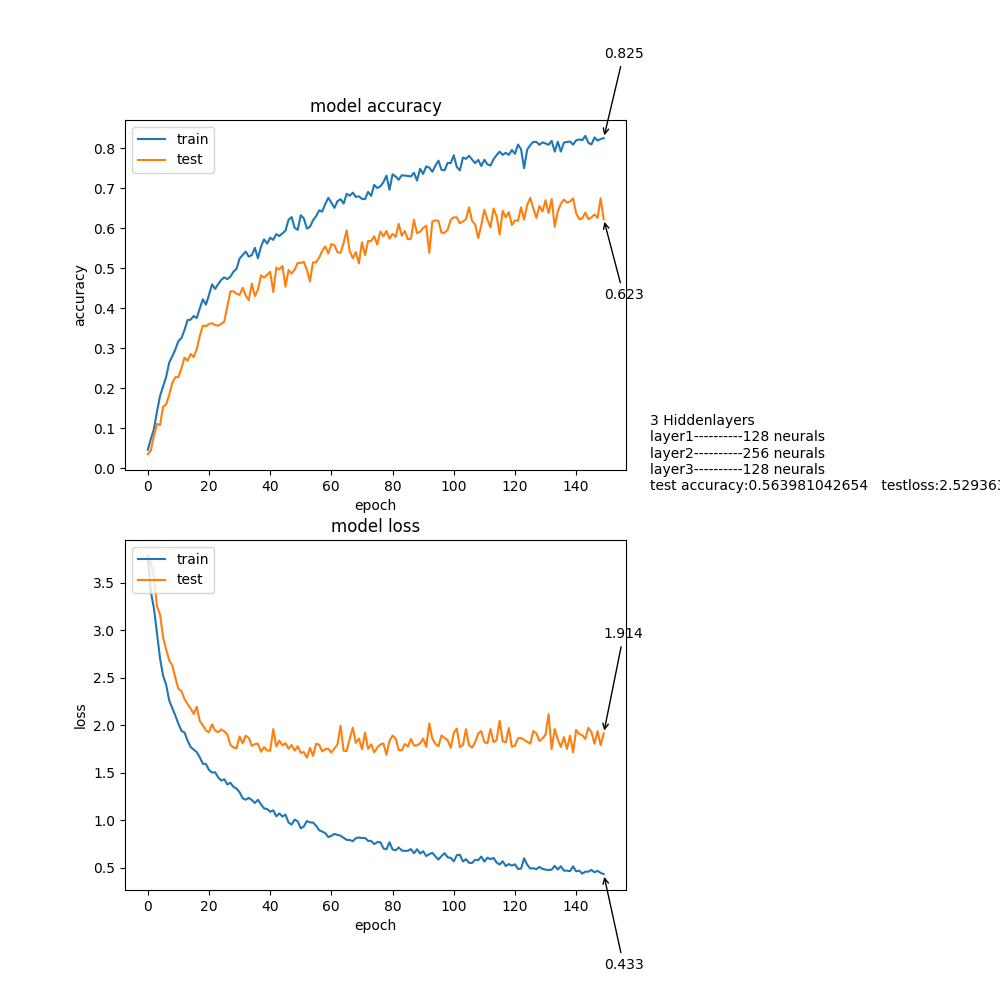 0.825
model accuracy
train
test
0.8
0.7
0.6
0.5
0.4
0.3
0.2
0.1
0.0
accuracy
0 20 40 60 80 100 120 140
epoch
0.623
3 Hiddenlayers
layer1----------128 neurals
layer2----------256 neurals
layer3----------128 neurals
test accuracy:0.563981042654 testloss:2.529363
model loss
train
test
3.5
3.0
2.5
2.0
1.5
1.0
0.5
loss
0 20 40 60 80 100 120 140
epoch
1.914
0.433